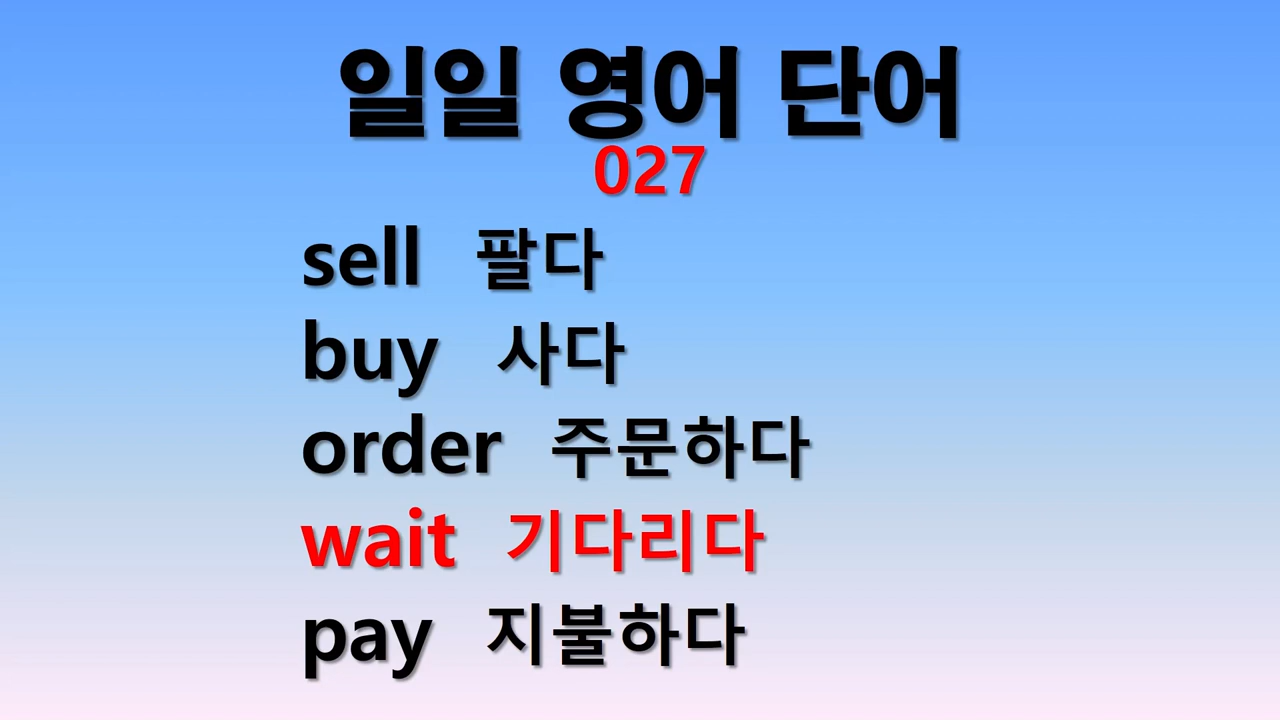 일일 영어 단어
027
sell 팔다
buy 사다
order 주문하다
wait 기다리다
pay 지불하다